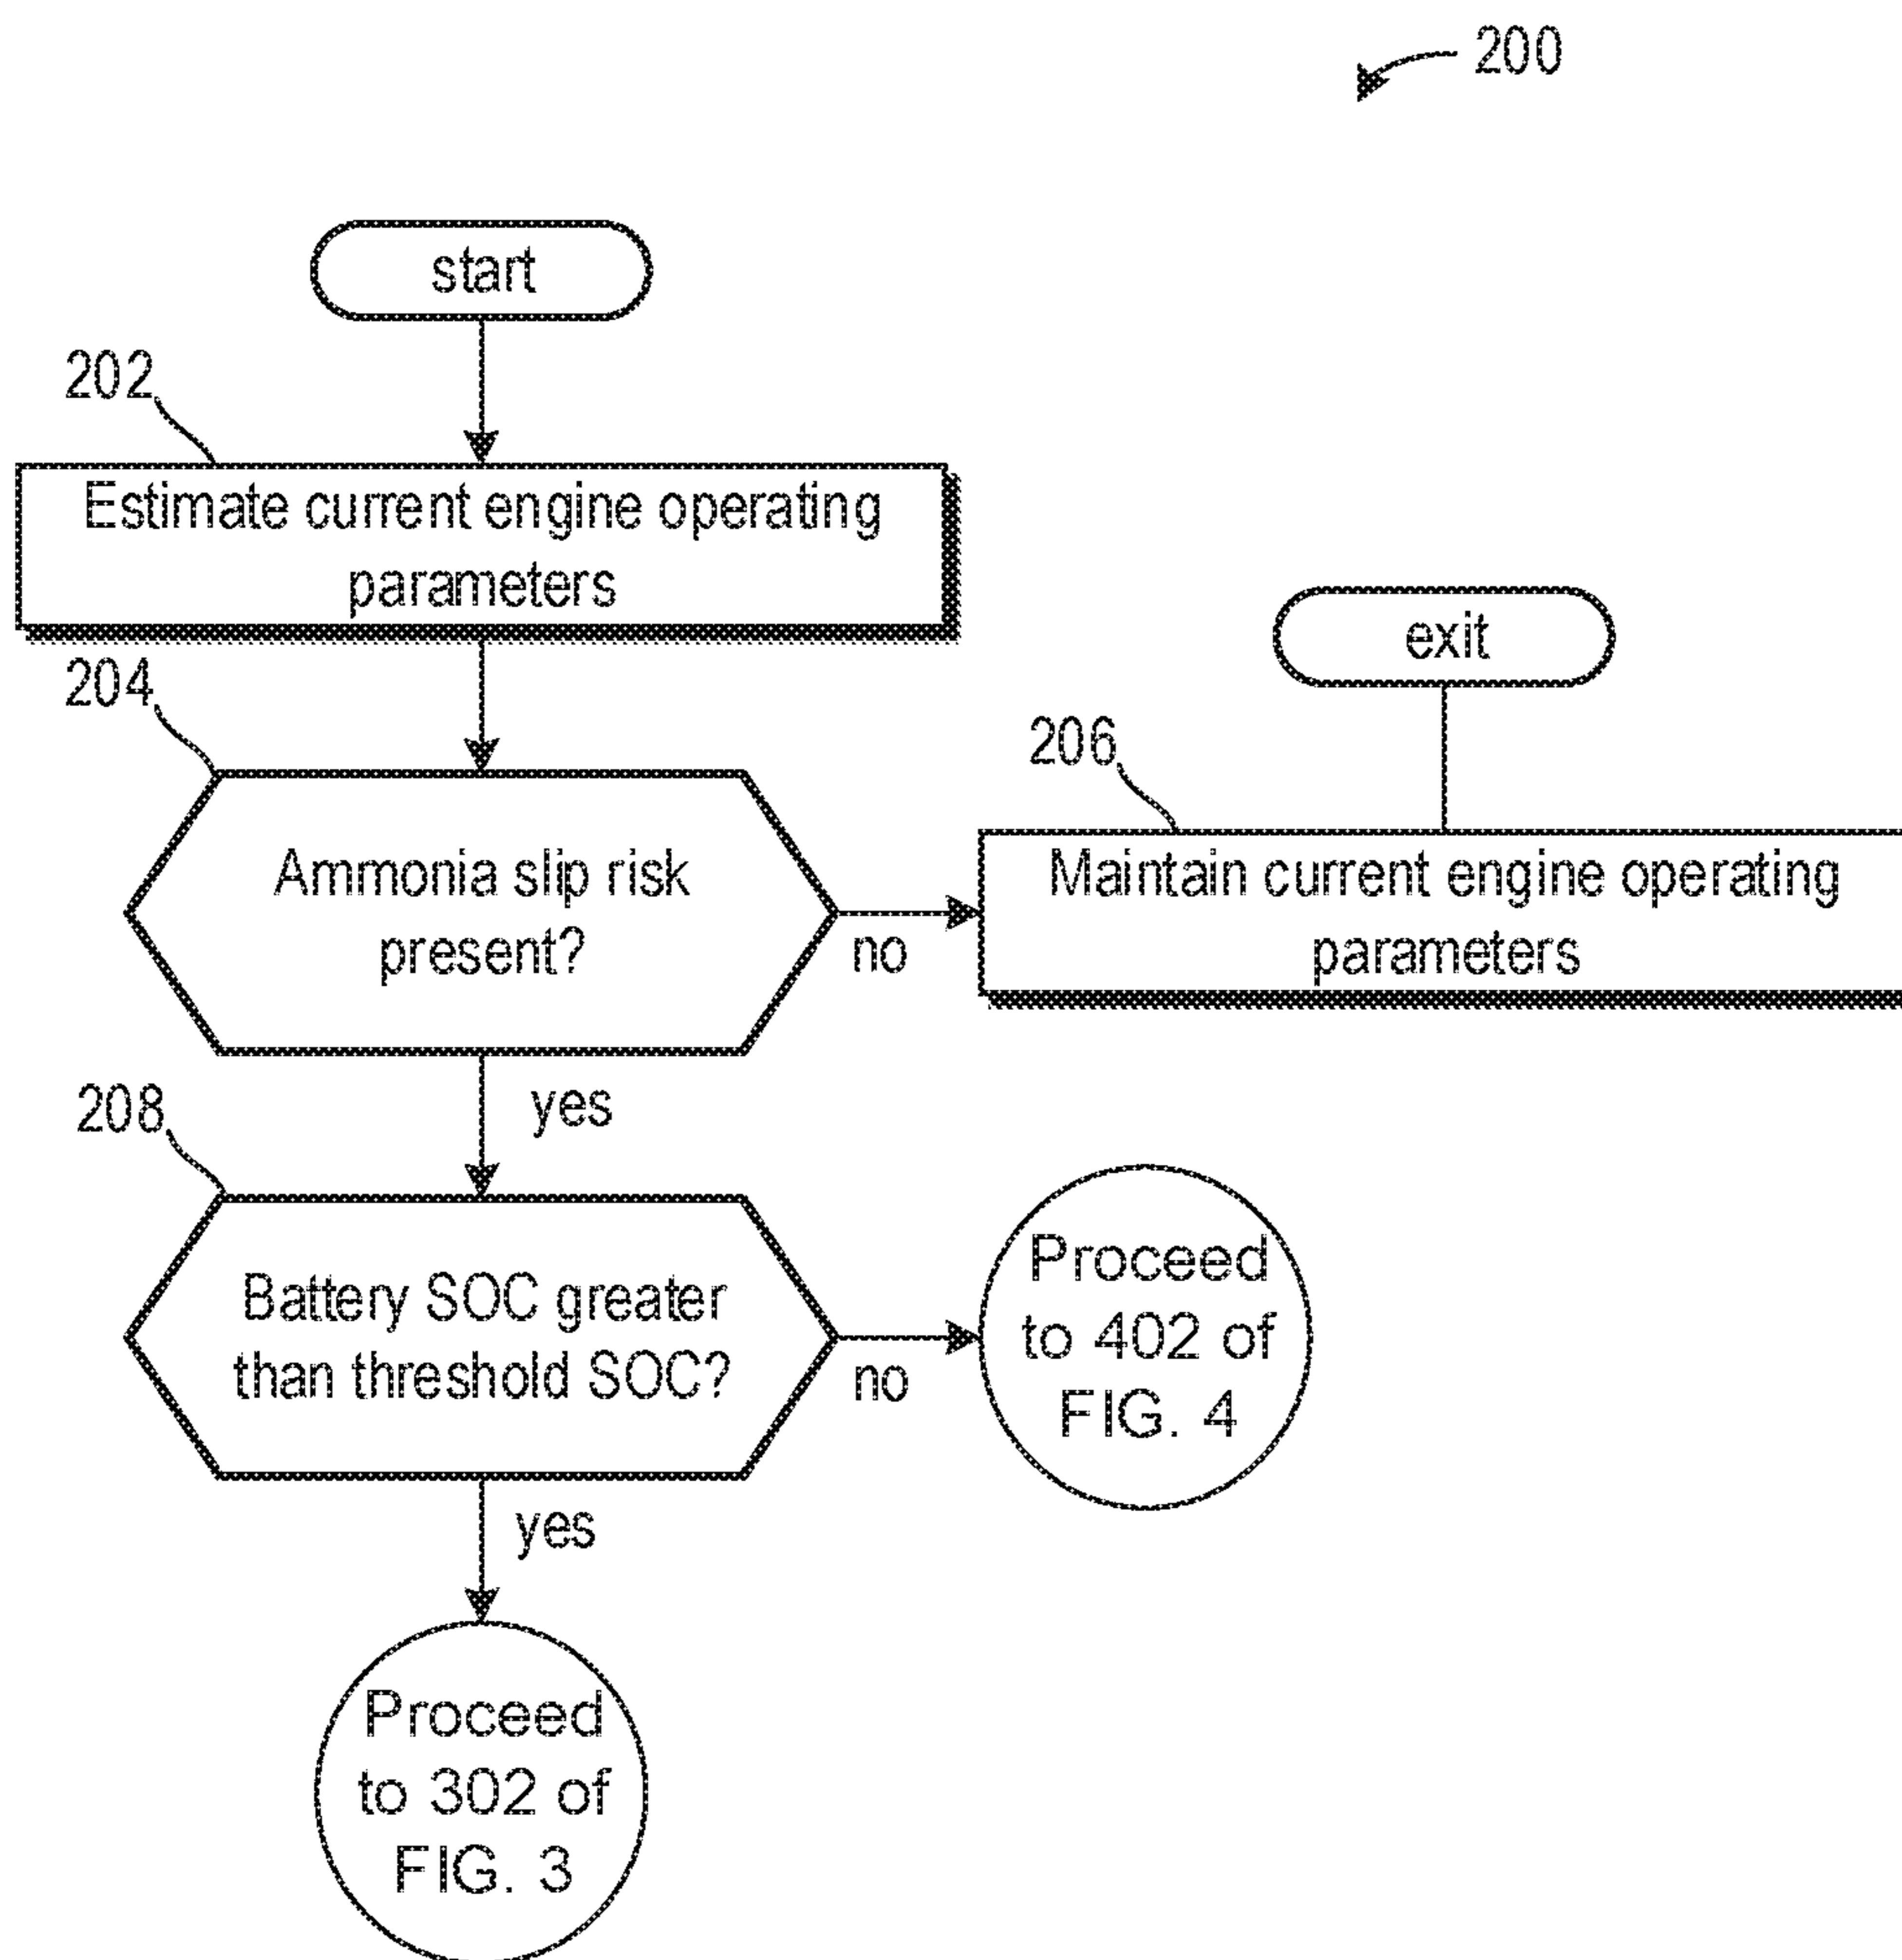 200
start
202
Estimate current engine operating
parameters
exit
204
206
Ammonia slip risk
present?
no
Maintain current engine operating
parameters
yes
208
Battery SOC greater
than threshold SOC?
no
Proceed
to 402 of
FIG. 4
yes
Proceed
to 302 of
FIG. 3